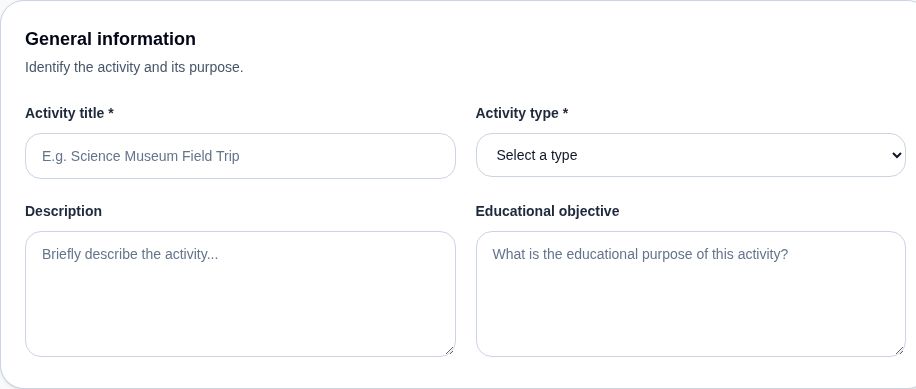 General information
Identify the activity and its purpose.
Activity title *
E.g. Science Museum Field Trip
Activity type *
Select a type
Description
Briefly describe the activity...
Educational objective
What is the educational purpose of this activity?